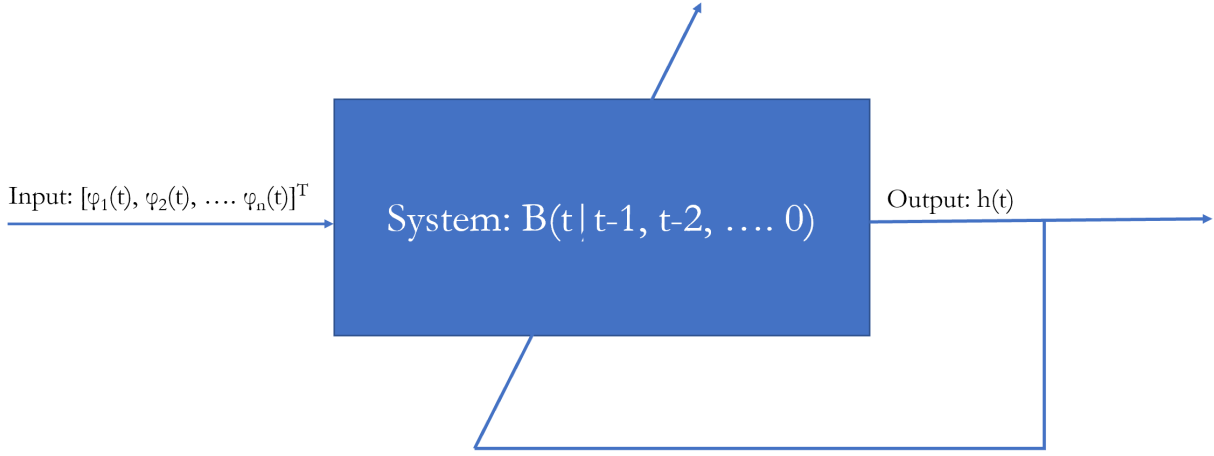 Input: [φ₁(t), φ₂(t), .... φₙ(t)]ᵀ
System: B(t|t-1, t-2, .... 0)
Output: h(t)